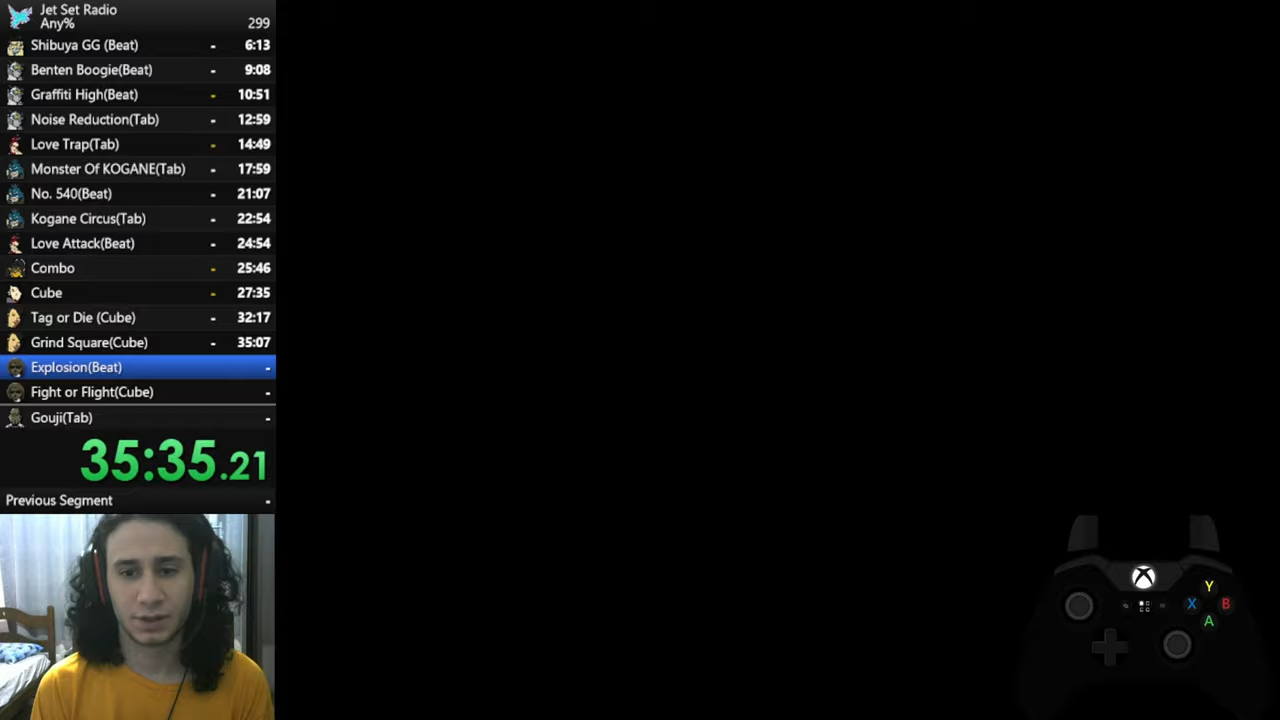 Jet Set Radio
Any% 299
Shibuya GG (Beat) - 6:13
Benten Boogie(Beat) - 9:08
Graffiti High(Beat) - 10:51
Noise Reduction(Tab) - 12:59
Love Trap(Tab) - 14:49
Monster Of KOGANE(Tab) - 17:59
No. 540(Beat) - 21:07
Kogane Circus(Tab) - 22:54
Love Attack(Beat) - 24:54
Combo - 25:46
Cube - 27:35
Tag or Die (Cube) - 32:17
Grind Square(Cube) - 35:07
Explosion(Beat) -
Fight or Flight(Cube) -
Gouji(Tab) -
35:35.21
Previous Segment -
Y
X B
A